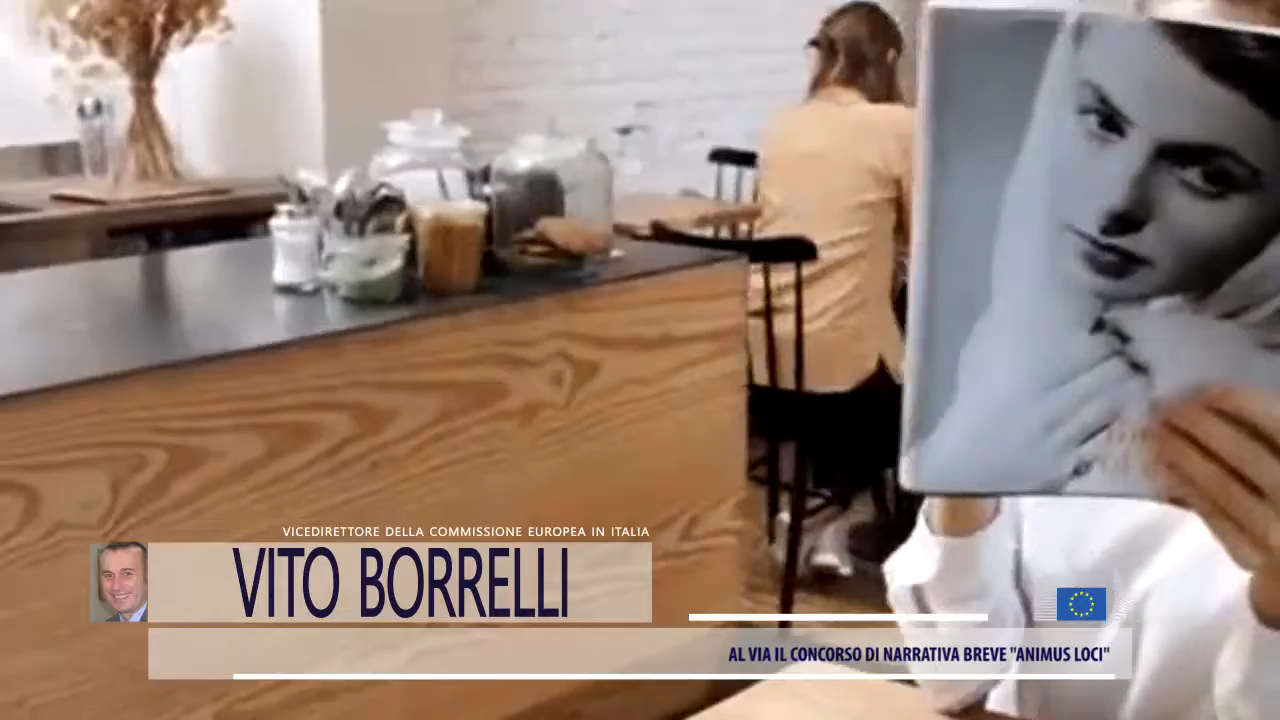 VICEDIRETTORE DELLA COMMISSIONE EUROPEA IN ITALIA
VITO BORRELLI
AL VIA IL CONCORSO DI NARRATIVA BREVE "ANIMUS LOCI"